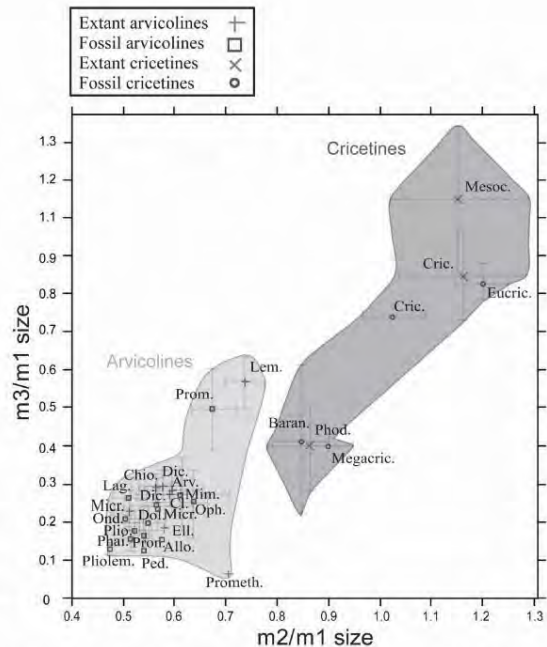 Extant arvicolines
Fossil arvicolines
Extant cricetines
Fossil cricetines
1.3
Cricetines
1.2
Mesoc.
1.1
0.9
Cric.
0.8
Eucric.
Cric.
0.7
m3/m1 size
Arvicolines
0.6
Lem.
Prom.
0.5
Baran.
Phod.
0.4
Megacric.
Chio.
Dic.
0.3
Lag.
Arv.
Dic.
Mim.
Micr.
Cl.
Oph.
Ond.
Dol.
Micr.
0.2
Plio.
Ell.
Phai.
Pron.
Allo.
0.1
Pliolem.
Ped.
Prometh.
0
0.4
0.5
0.6
0.7
0.8
0.9
1.0
1.1
1.2
1.3
m2/m1 size